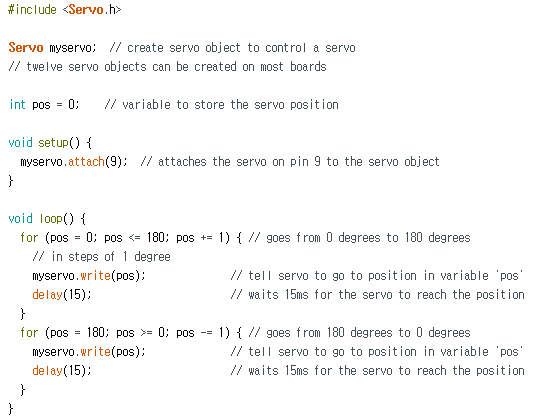 #include <Servo.h>

Servo myservo;  // create servo object to control a servo
// twelve servo objects can be created on most boards

int pos = 0;    // variable to store the servo position

void setup() {
  myservo.attach(9);  // attaches the servo on pin 9 to the servo object
}

void loop() {
  for (pos = 0; pos <= 180; pos += 1) { // goes from 0 degrees to 180 degrees
    // in steps of 1 degree
    myservo.write(pos);              // tell servo to go to position in variable 'pos'
    delay(15);                       // waits 15ms for the servo to reach the position
  }
  for (pos = 180; pos >= 0; pos -= 1) { // goes from 180 degrees to 0 degrees
    myservo.write(pos);              // tell servo to go to position in variable 'pos'
    delay(15);                       // waits 15ms for the servo to reach the position
  }
}